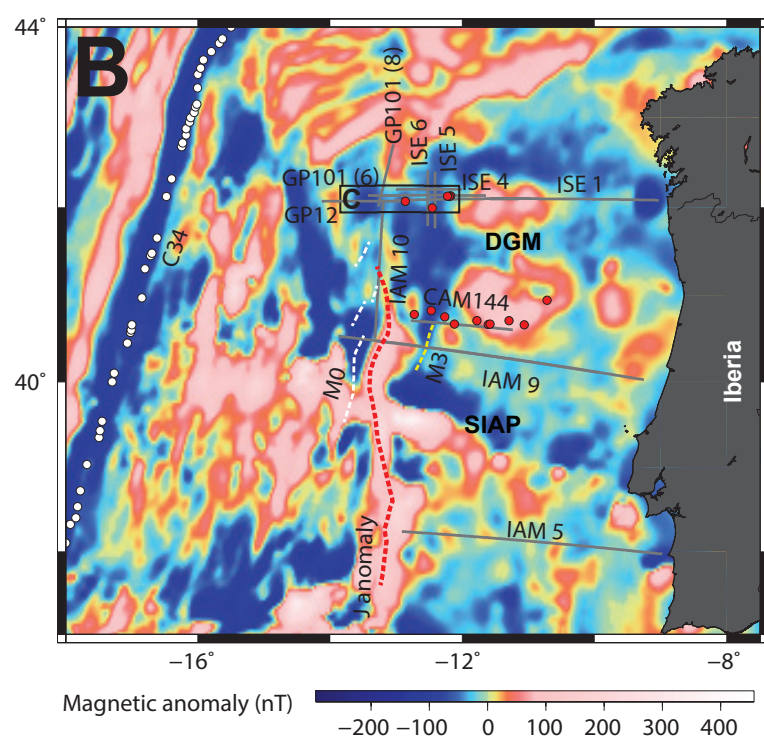 44°
B
GP101 (8)
ISE 6
ISE 5
GP101 (6)
ISE 4
ISE 1
C
GP12
C34
DGM
IAM 10
CAM144
M0
M3
IAM 9
40°
Iberia
SIAP
J anomaly
IAM 5
−16° −12° −8°
Magnetic anomaly (nT)
−200 −100 0 100 200 300 400